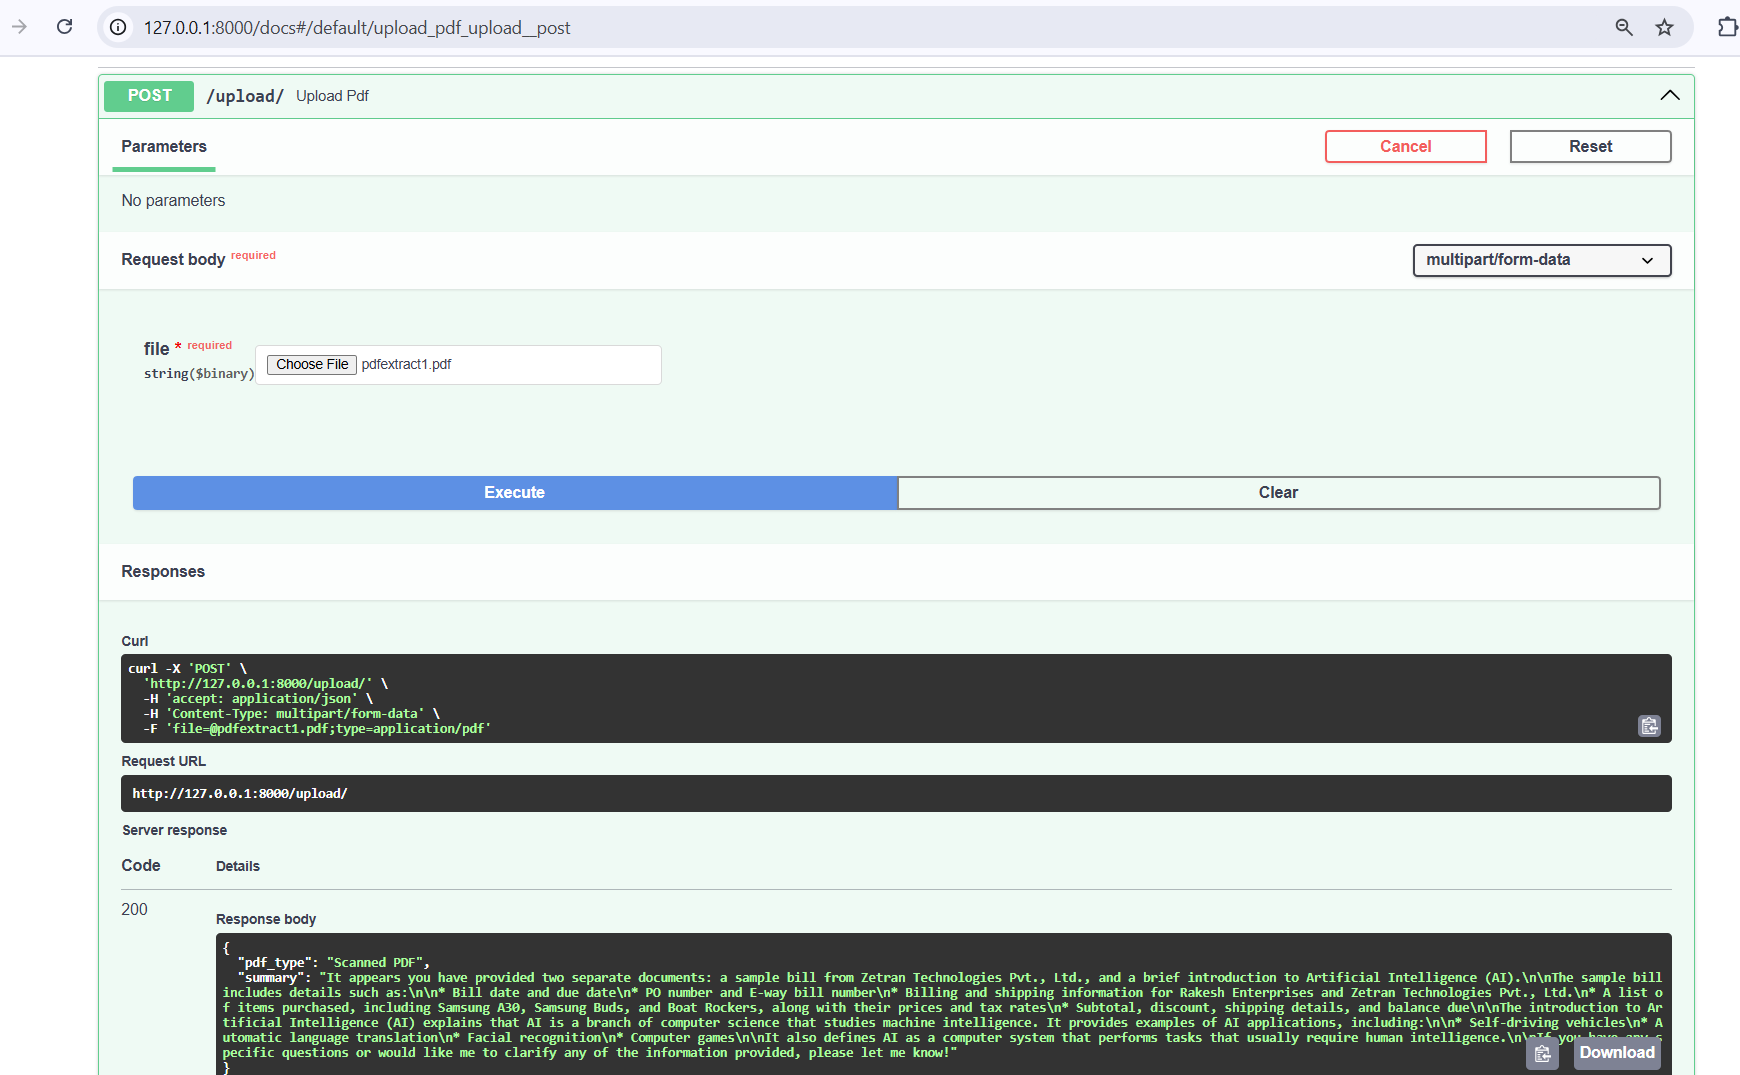 127.0.0.1:8000/docs#/default/upload_pdf_upload__post
POST /upload/ Upload Pdf
Parameters
Cancel
Reset
No parameters
Request body required
multipart/form-data
file * required
string($binary)
Choose File pdfextract1.pdf
Execute
Clear
Responses
Curl
curl -X 'POST' \
'http://127.0.0.1:8000/upload/' \
-H 'accept: application/json' \
-H 'Content-Type: multipart/form-data' \
-F 'file=@pdfextract1.pdf;type=application/pdf'
Request URL
http://127.0.0.1:8000/upload/
Server response
Code Details
200
Response body
{
"pdf_type": "Scanned PDF",
"summary": "It appears you have provided two separate documents: a sample bill from Zetran Technologies Pvt., Ltd., and a brief introduction to Artificial Intelligence (AI).\n\nThe sample bill
includes details such as:\n\n* Bill date and due date\n* PO number and E-way bill number\n* Billing and shipping information for Rakesh Enterprises and Zetran Technologies Pvt., Ltd.\n* A list o
f items purchased, including Samsung A30, Samsung Buds, and Boat Rockers, along with their prices and tax rates\n* Subtotal, discount, shipping details, and balance due\n\nThe introduction to Ar
tificial Intelligence (AI) explains that AI is a branch of computer science that studies machine intelligence. It provides examples of AI applications, including:\n\n* Self-driving vehicles\n* A
utomatic language translation\n* Facial recognition\n* Computer games\n\nIt also defines AI as a computer system that performs tasks that usually require human intelligence.\n\nIf you have any s
pecific questions or would like me to clarify any of the information provided, please let me know!"
}
Download